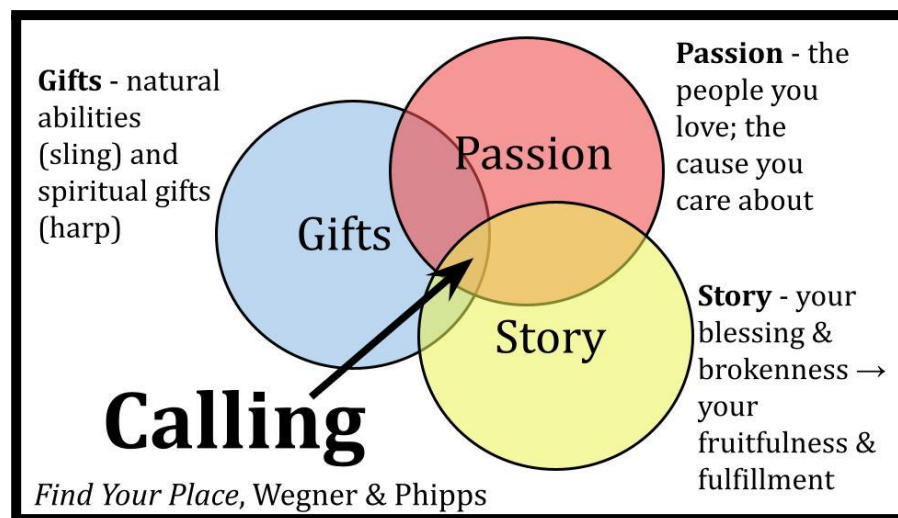 Gifts - natural
abilities
(sling) and
spiritual gifts
(harp)
Passion - the
people you
love; the
cause you
care about
Passion
Gifts
Story
Story - your
blessing &
brokenness →
your
fruitfulness &
fulfillment
Calling
Find Your Place, Wegner & Phipps